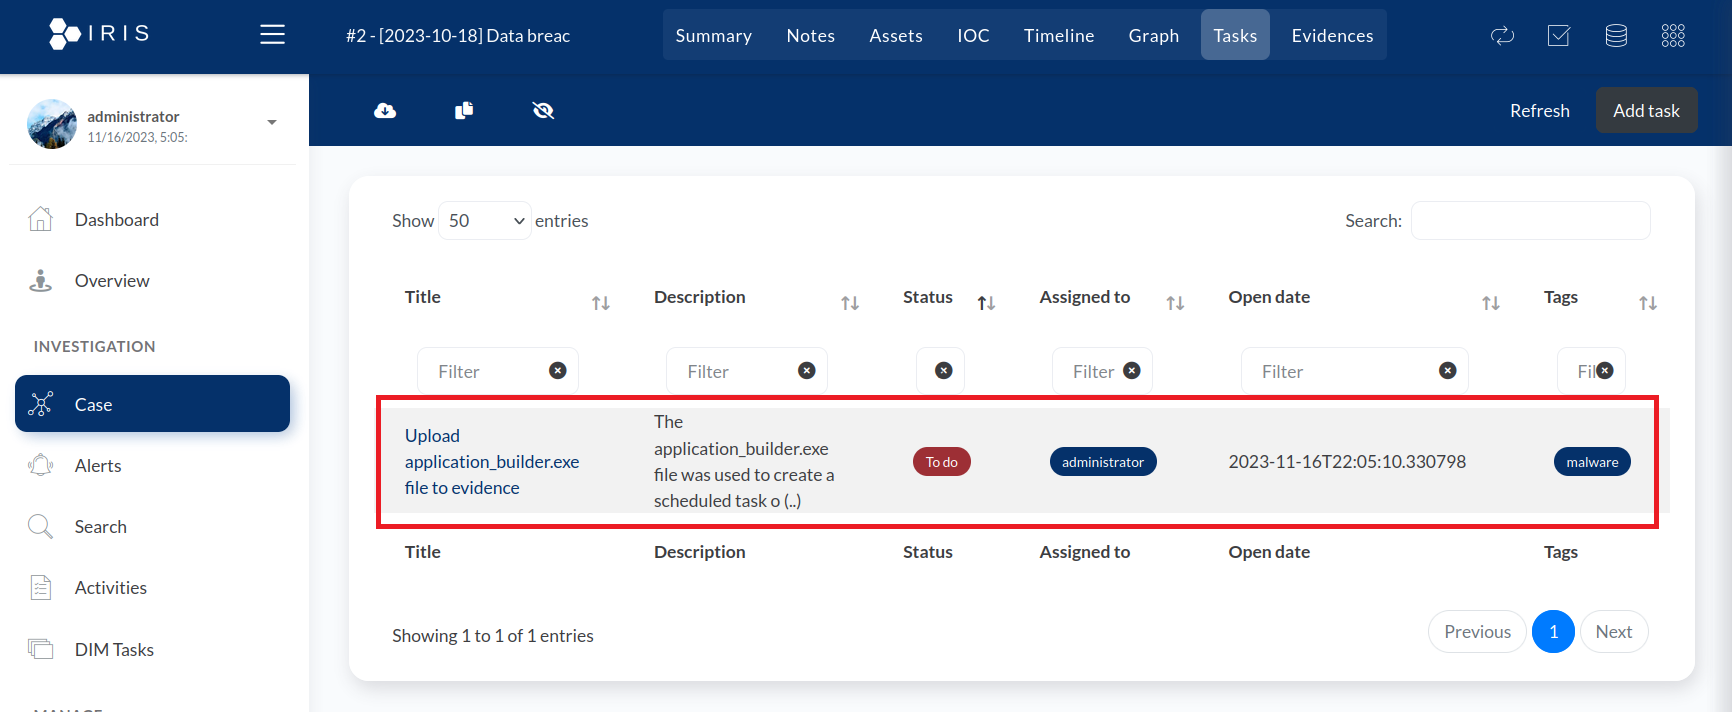 IRIS
#2 - [2023-10-18] Data breac
Summary
Notes
Assets
IOC
Timeline
Graph
Tasks
Evidences
administrator
11/16/2023, 5:05:
Refresh
Add task
Dashboard
Overview
INVESTIGATION
Case
Alerts
Search
Activities
DIM Tasks
Show 50 entries
Search:
Title
Description
Status
Assigned to
Open date
Tags
Filter
Filter
Filter
Filter
Fil
Upload
application_builder.exe
file to evidence
The
application_builder.exe
file was used to create a
scheduled task o (..)
To do
administrator
2023-11-16T22:05:10.330798
malware
Title
Description
Status
Assigned to
Open date
Tags
Showing 1 to 1 of 1 entries
Previous
1
Next